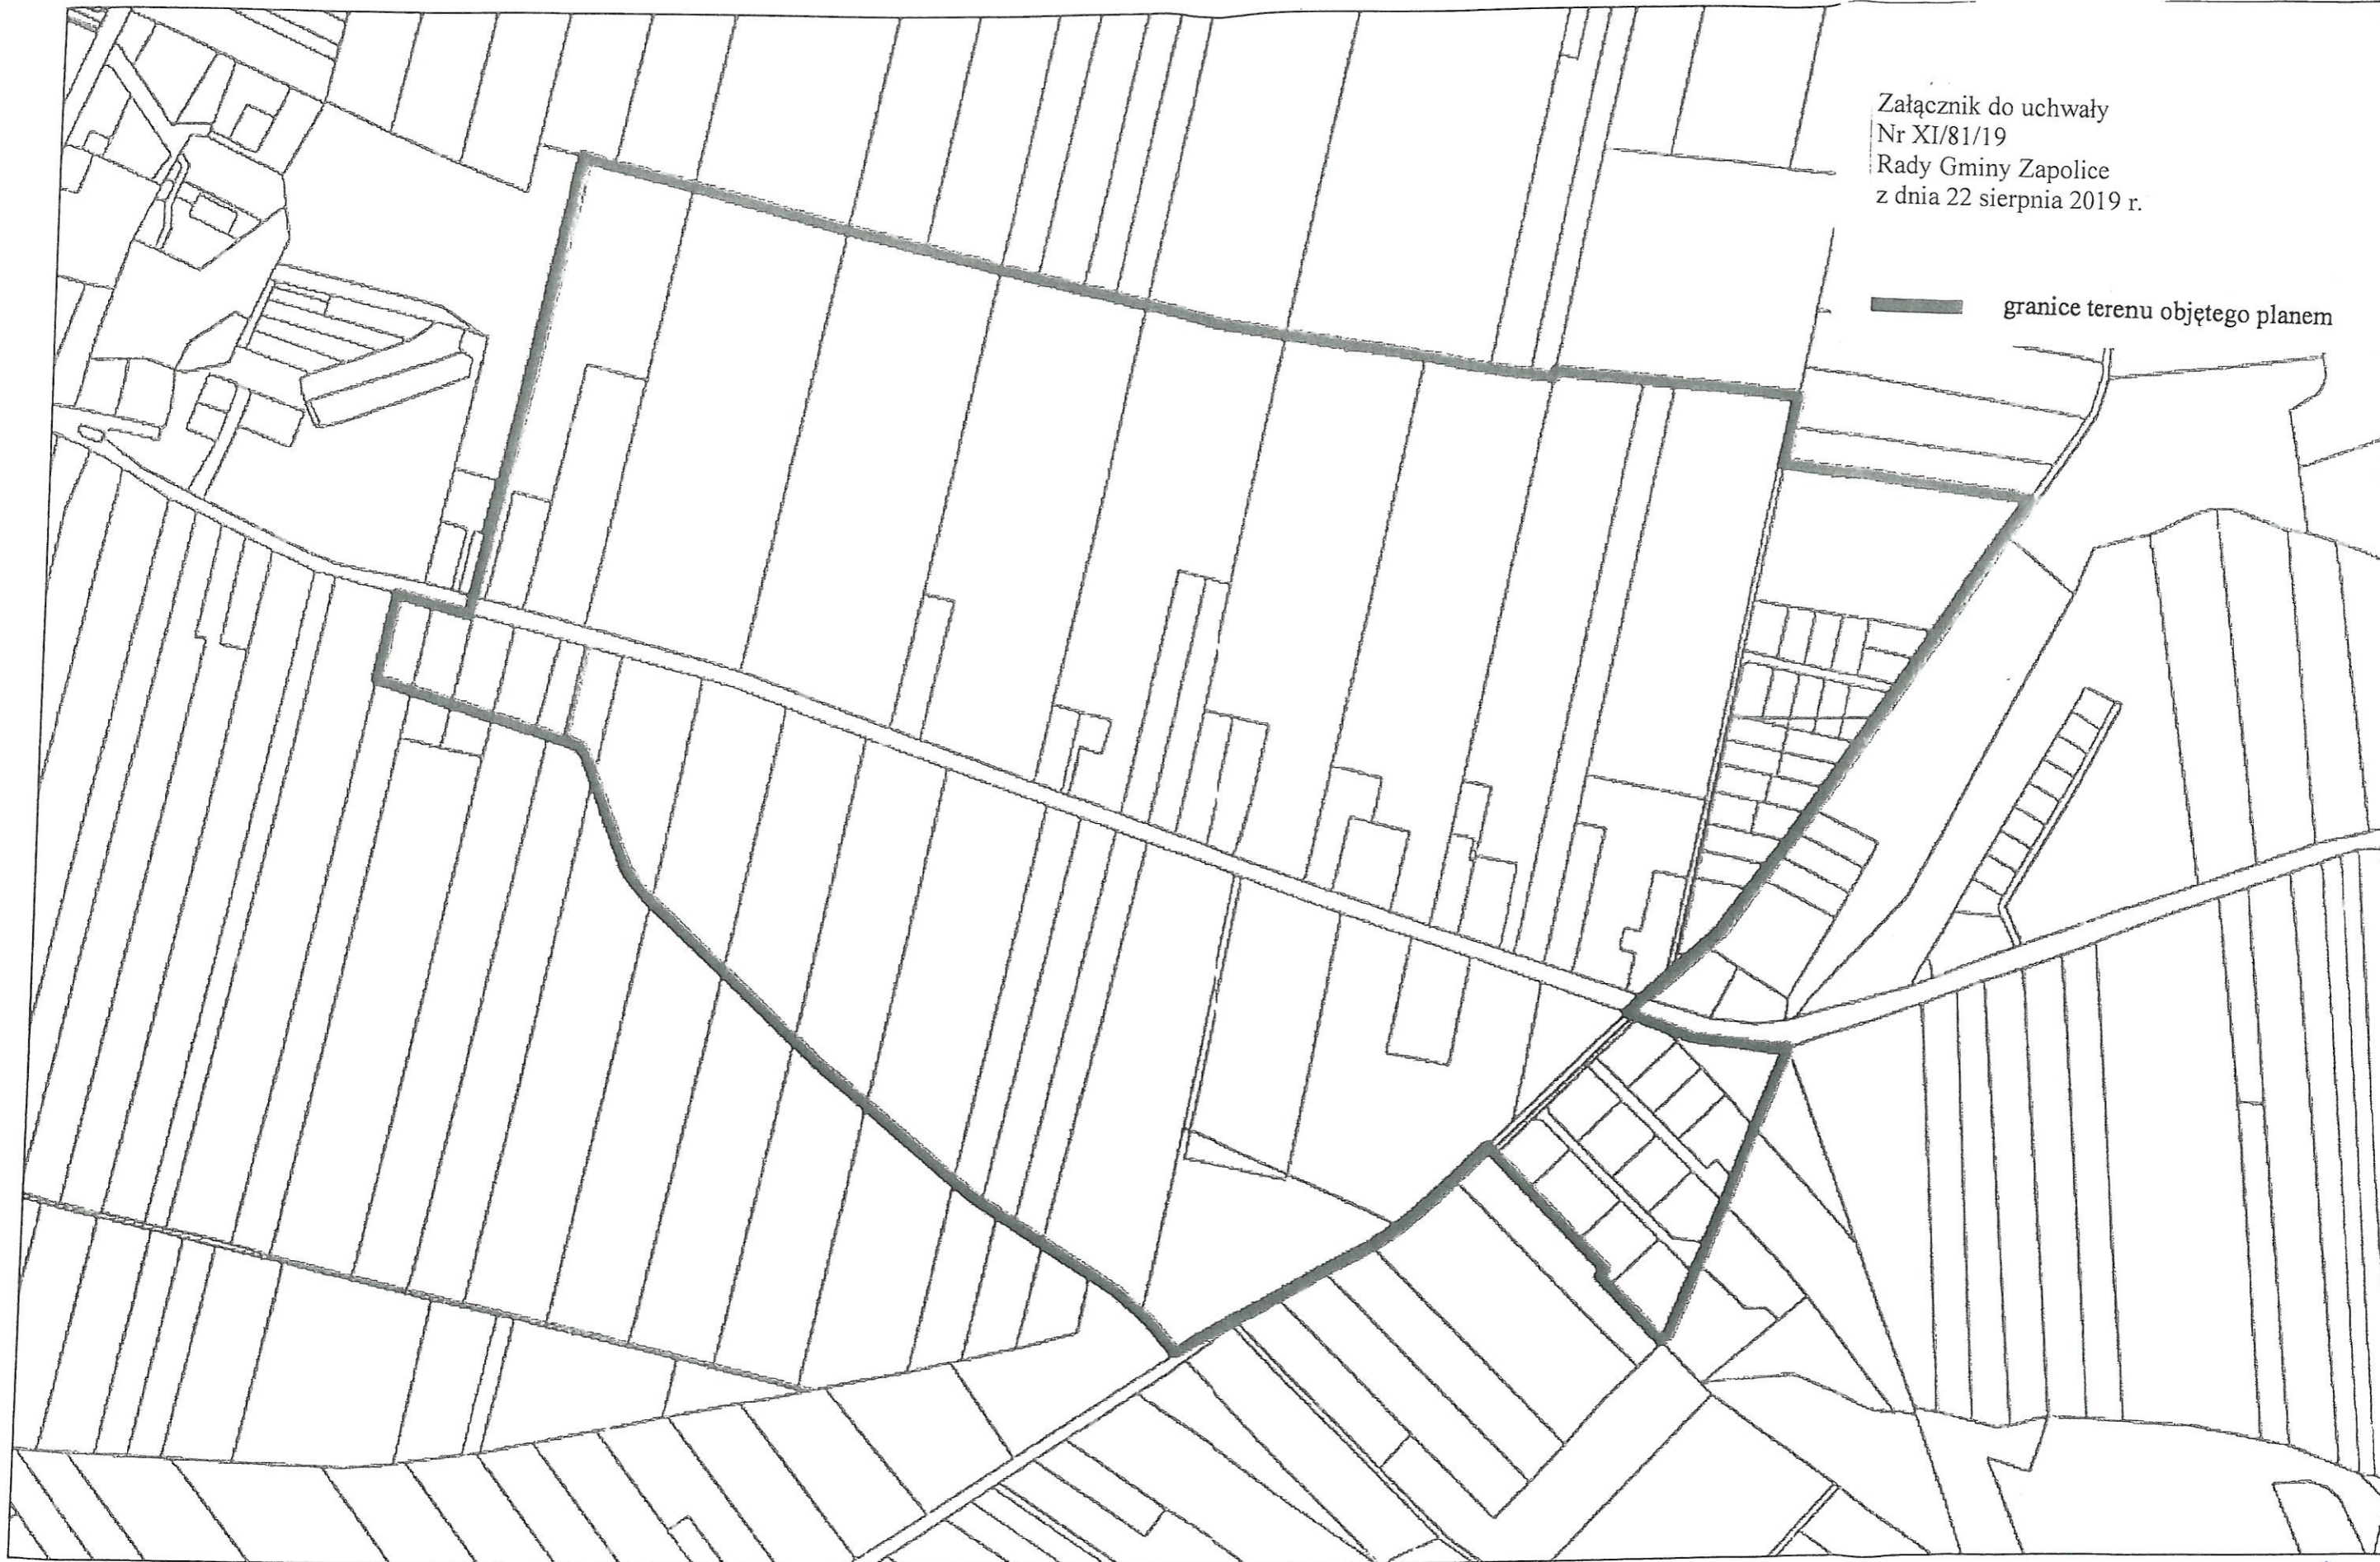 Załącznik do uchwały
Nr XI/81/19
Rady Gminy Zapolice
z dnia 22 sierpnia 2019 r.
granice terenu objętego planem